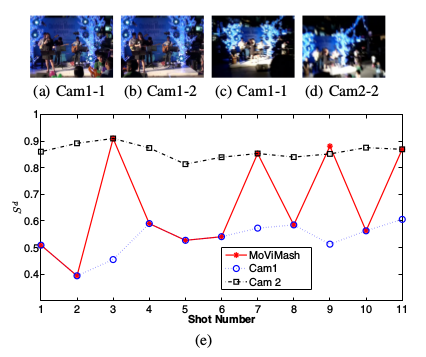 (a) Cam1-1 (b) Cam1-2 (c) Cam1-1 (d) Cam2-2
1
0.9
0.8
0.7
0.6
0.5
0.4
S^d
MoViMash
Cam1
Cam 2
1 2 3 4 5 6 7 8 9 10 11
Shot Number
(e)